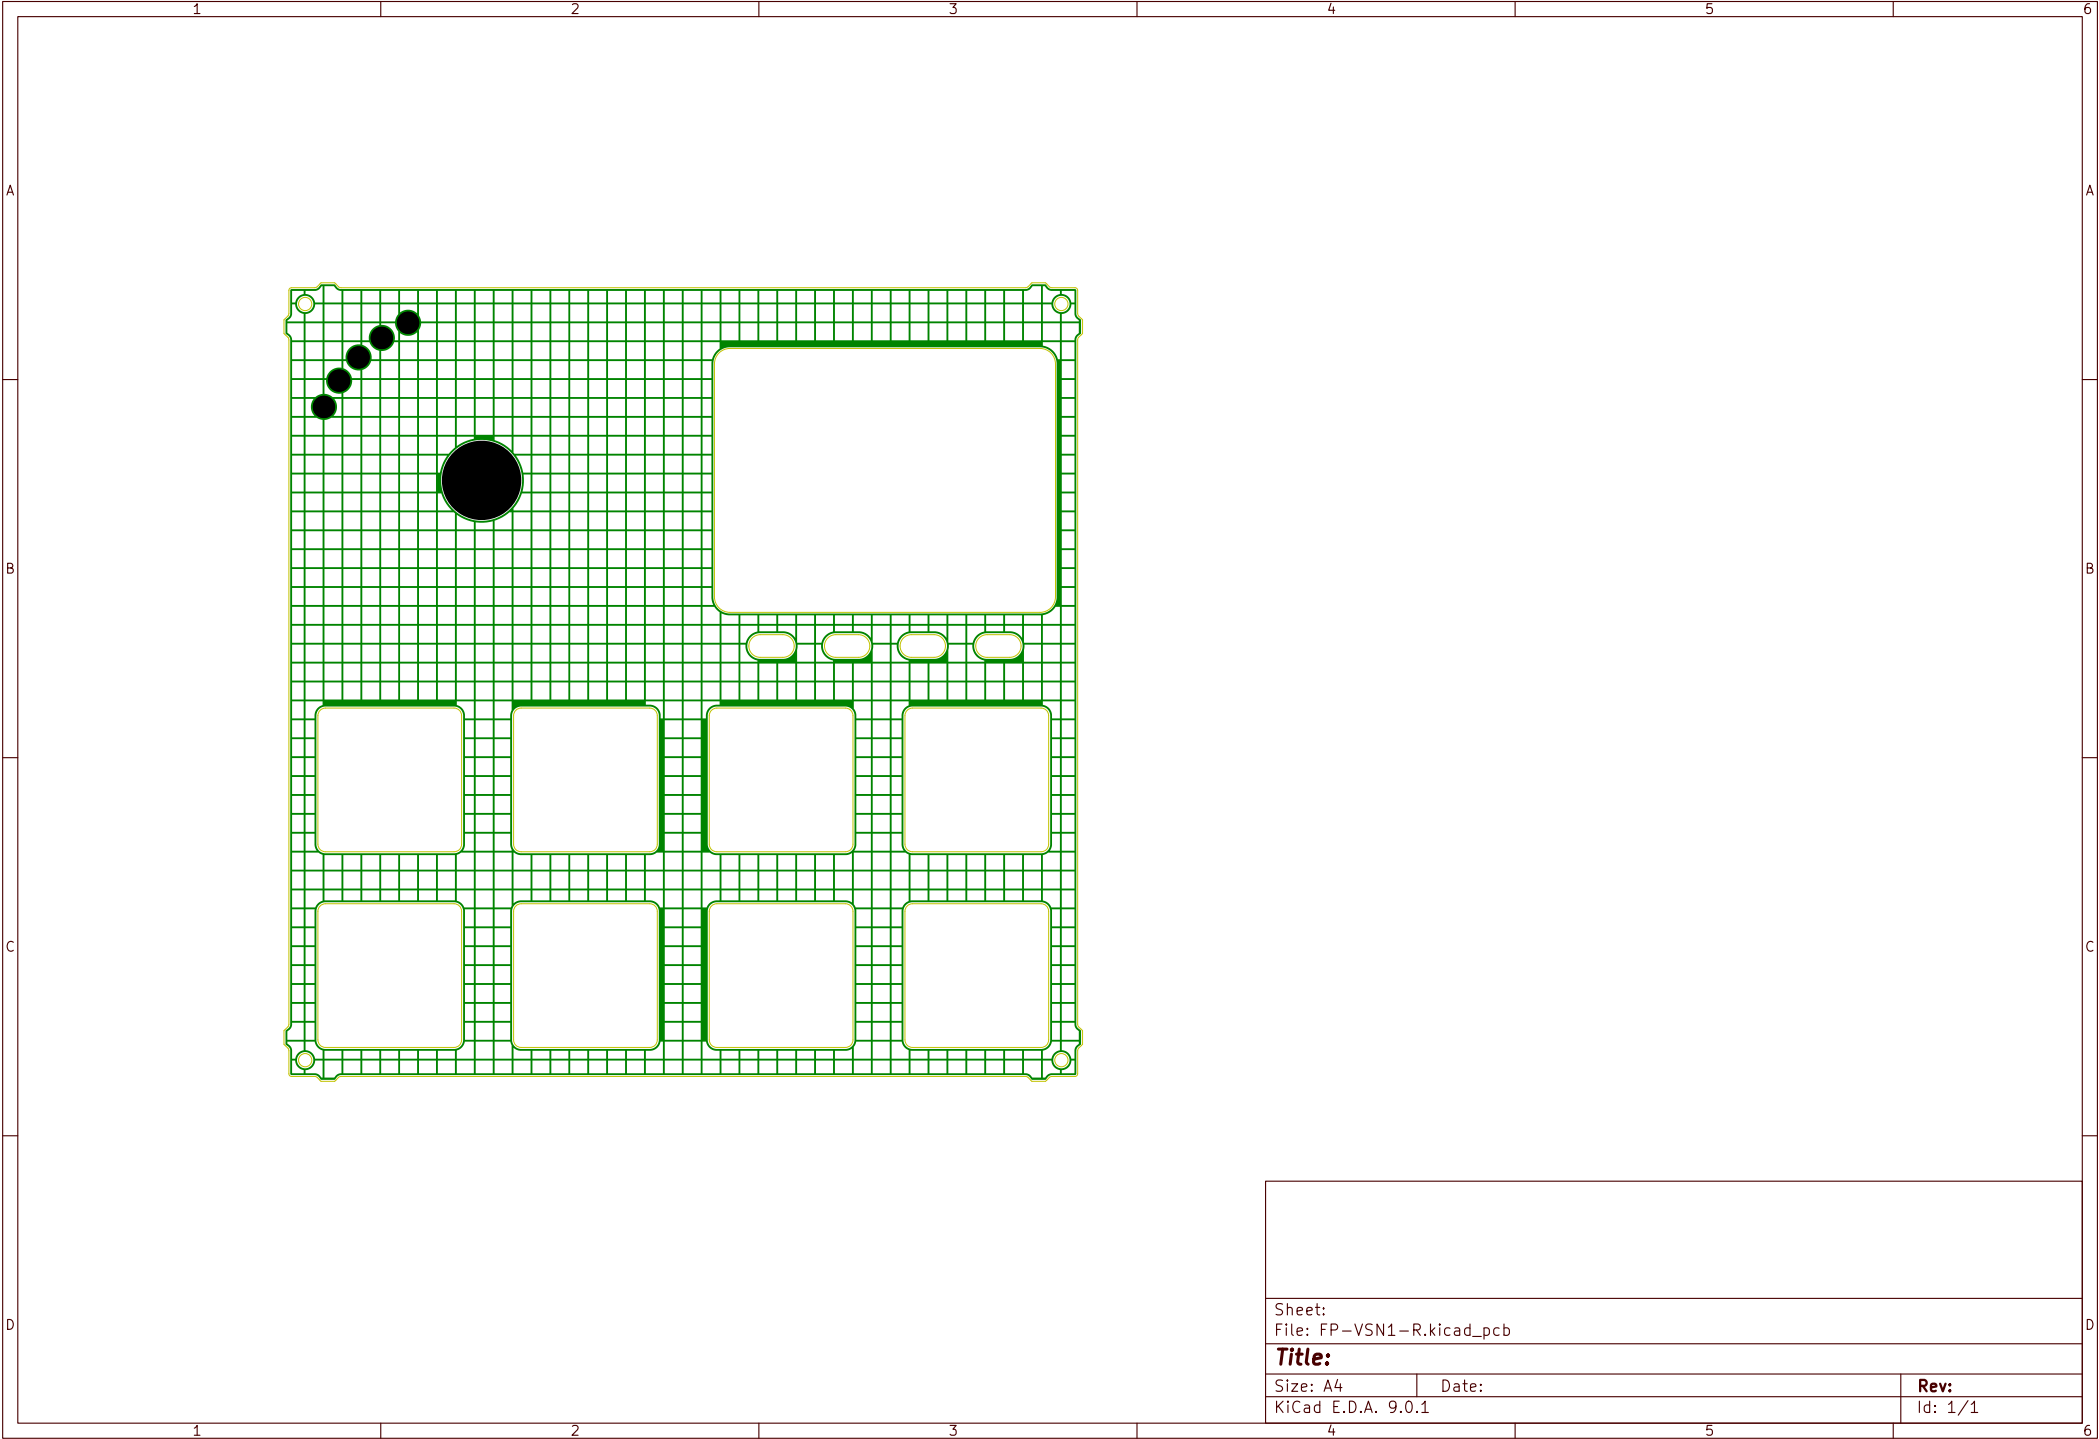 1 2 3 4 5 6
A A
B B
C C
D D
Sheet:
File: FP-VSN1-R.kicad_pcb
Title:
Size: A4 Date: Rev:
KiCad E.D.A. 9.0.1 Id: 1/1
1 2 3 4 5 6